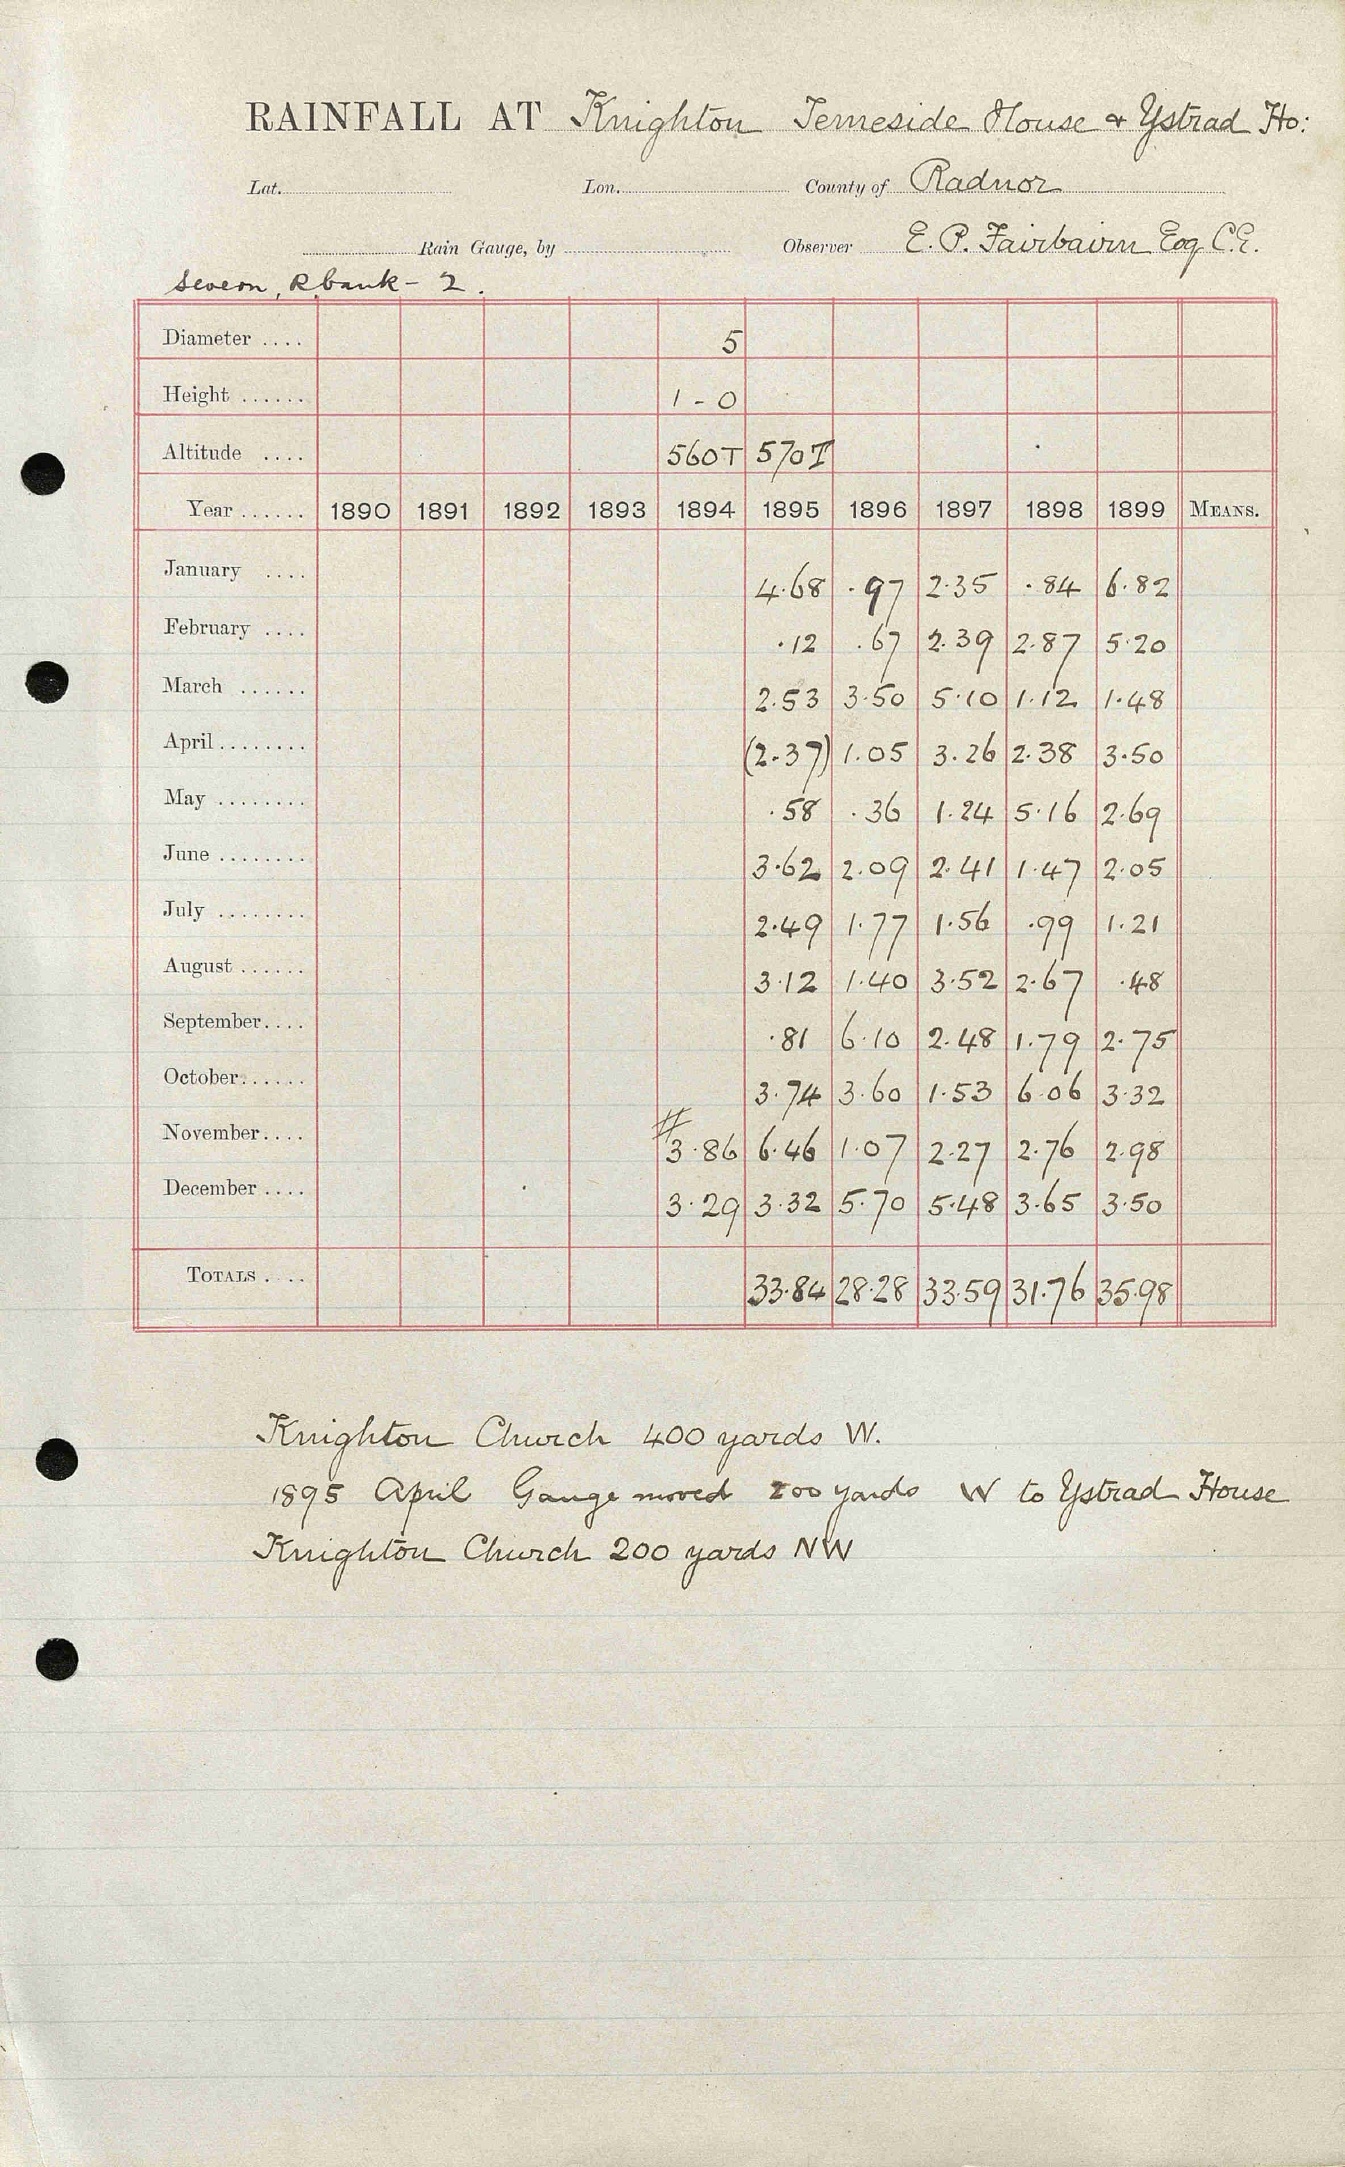 RAINFALL AT Knighton Temeside House & Ystrad Ho:
Lat. Lon. County of Radnor
Rain Gauge, by Observer E. P. Fairbairn Esq C.E.
Severn, R bank - 2.
Diameter .... 5
Height ...... 1 - 0
Altitude .... 560T 570T
Year ...... 1890 1891 1892 1893 1894 1895 1896 1897 1898 1899 MEANS.
January .... 4.68 .97 2.35 .84 6.82
February .... .12 .67 2.39 2.87 5.20
March ...... 2.53 3.50 5.10 1.12 1.48
April ........ (2.37) 1.05 3.26 2.38 3.50
May ........ .58 .36 1.24 5.16 2.69
June ........ 3.62 2.09 2.41 1.47 2.05
July ........ 2.49 1.77 1.56 .99 1.21
August ...... 3.12 1.40 3.52 2.67 .48
September.... .81 6.10 2.48 1.79 2.75
October...... 3.74 3.60 1.53 6.06 3.32
November.... # 3.86 6.46 1.07 2.27 2.76 2.98
December .... 3.29 3.32 5.70 5.48 3.65 3.50
TOTALS .... 33.84 28.28 33.59 31.76 35.98
Knighton Church 400 yards W.
1895 April Gauge moved 200 yards W to Ystrad House
Knighton Church 200 yards NW